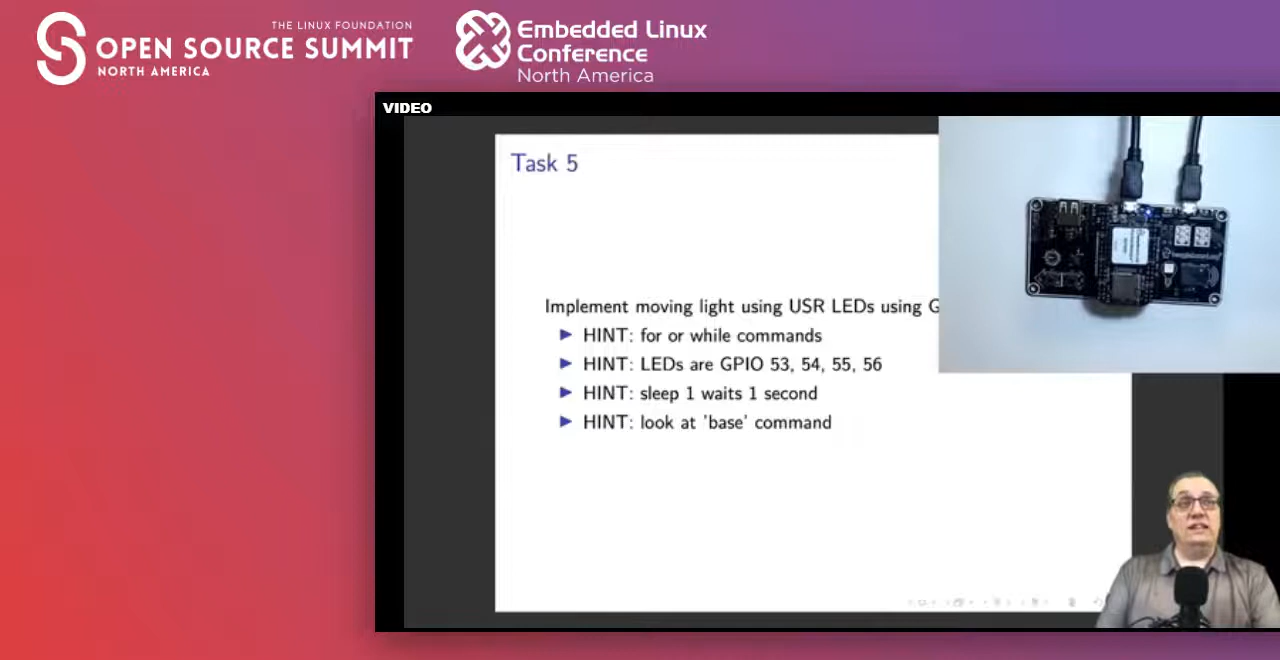 THE LINUX FOUNDATION
OPEN SOURCE SUMMIT
NORTH AMERICA
Embedded Linux
Conference
North America
VIDEO
Task 5
Implement moving light using USR LEDs using G
HINT: for or while commands
HINT: LEDs are GPIO 53, 54, 55, 56
HINT: sleep 1 waits 1 second
HINT: look at 'base' command